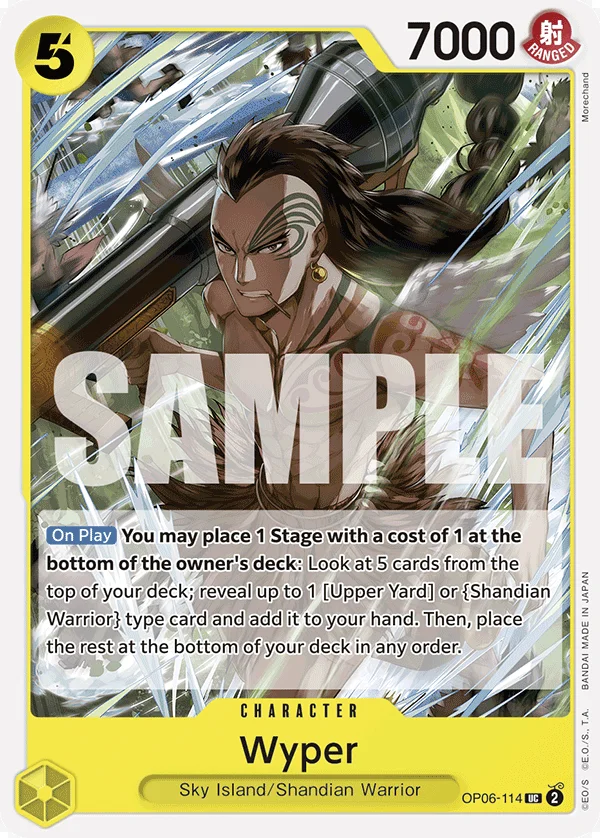 5
7000
射
RANGED
Morechand
SAMPLE
On Play You may place 1 Stage with a cost of 1 at the
bottom of the owner's deck: Look at 5 cards from the
top of your deck; reveal up to 1 [Upper Yard] or {Shandian
Warrior} type card and add it to your hand. Then, place
the rest at the bottom of your deck in any order.
CHARACTER
Wyper
Sky Island/Shandian Warrior
OP06-114 UC 2
©EO/S ©E.O./S., T.A. BANDAI MADE IN JAPAN